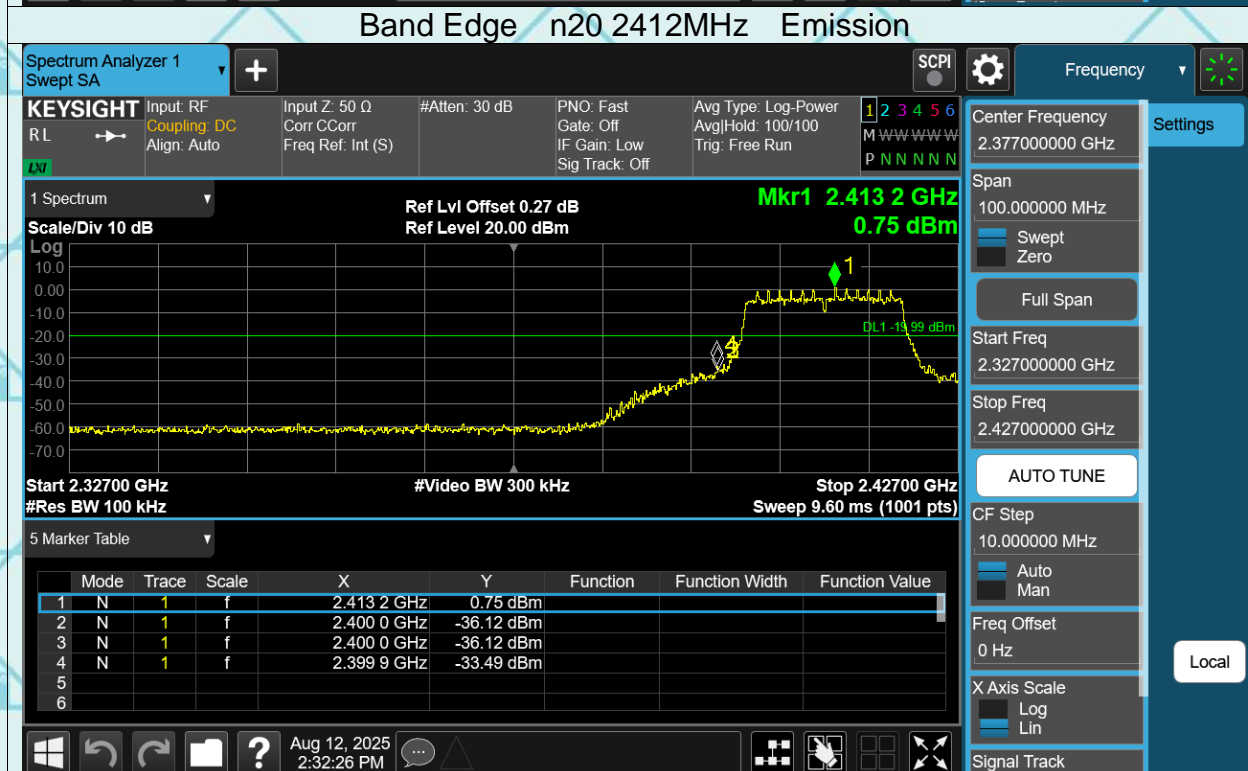 Band Edge n20 2412MHz Emission
Spectrum Analyzer 1
Swept SA
+
SCPI
Frequency
KEYSIGHT
RL
LXI
Input: RF
Coupling: DC
Align: Auto
Input Z: 50 Ω
Corr CCorr
Freq Ref: Int (S)
#Atten: 30 dB
PNO: Fast
Gate: Off
IF Gain: Low
Sig Track: Off
Avg Type: Log-Power
Avg|Hold: 100/100
Trig: Free Run
1 2 3 4 5 6
M W W W W W
P N N N N N
1 Spectrum
Scale/Div 10 dB
Ref Lvl Offset 0.27 dB
Ref Level 20.00 dBm
Mkr1 2.413 2 GHz
0.75 dBm
Log
10.0
0.00
-10.0
-20.0
-30.0
-40.0
-50.0
-60.0
-70.0
1
DL1 -19.99 dBm
Start 2.32700 GHz
#Res BW 100 kHz
#Video BW 300 kHz
Stop 2.42700 GHz
Sweep 9.60 ms (1001 pts)
5 Marker Table
Mode Trace Scale X Y Function Function Width Function Value
1 N 1 f 2.413 2 GHz 0.75 dBm
2 N 1 f 2.400 0 GHz -36.12 dBm
3 N 1 f 2.400 0 GHz -36.12 dBm
4 N 1 f 2.399 9 GHz -33.49 dBm
5
6
Aug 12, 2025
2:32:26 PM
Center Frequency
2.377000000 GHz
Settings
Span
100.000000 MHz
Swept
Zero
Full Span
Start Freq
2.327000000 GHz
Stop Freq
2.427000000 GHz
AUTO TUNE
CF Step
10.000000 MHz
Auto
Man
Freq Offset
0 Hz
Local
X Axis Scale
Log
Lin
Signal Track